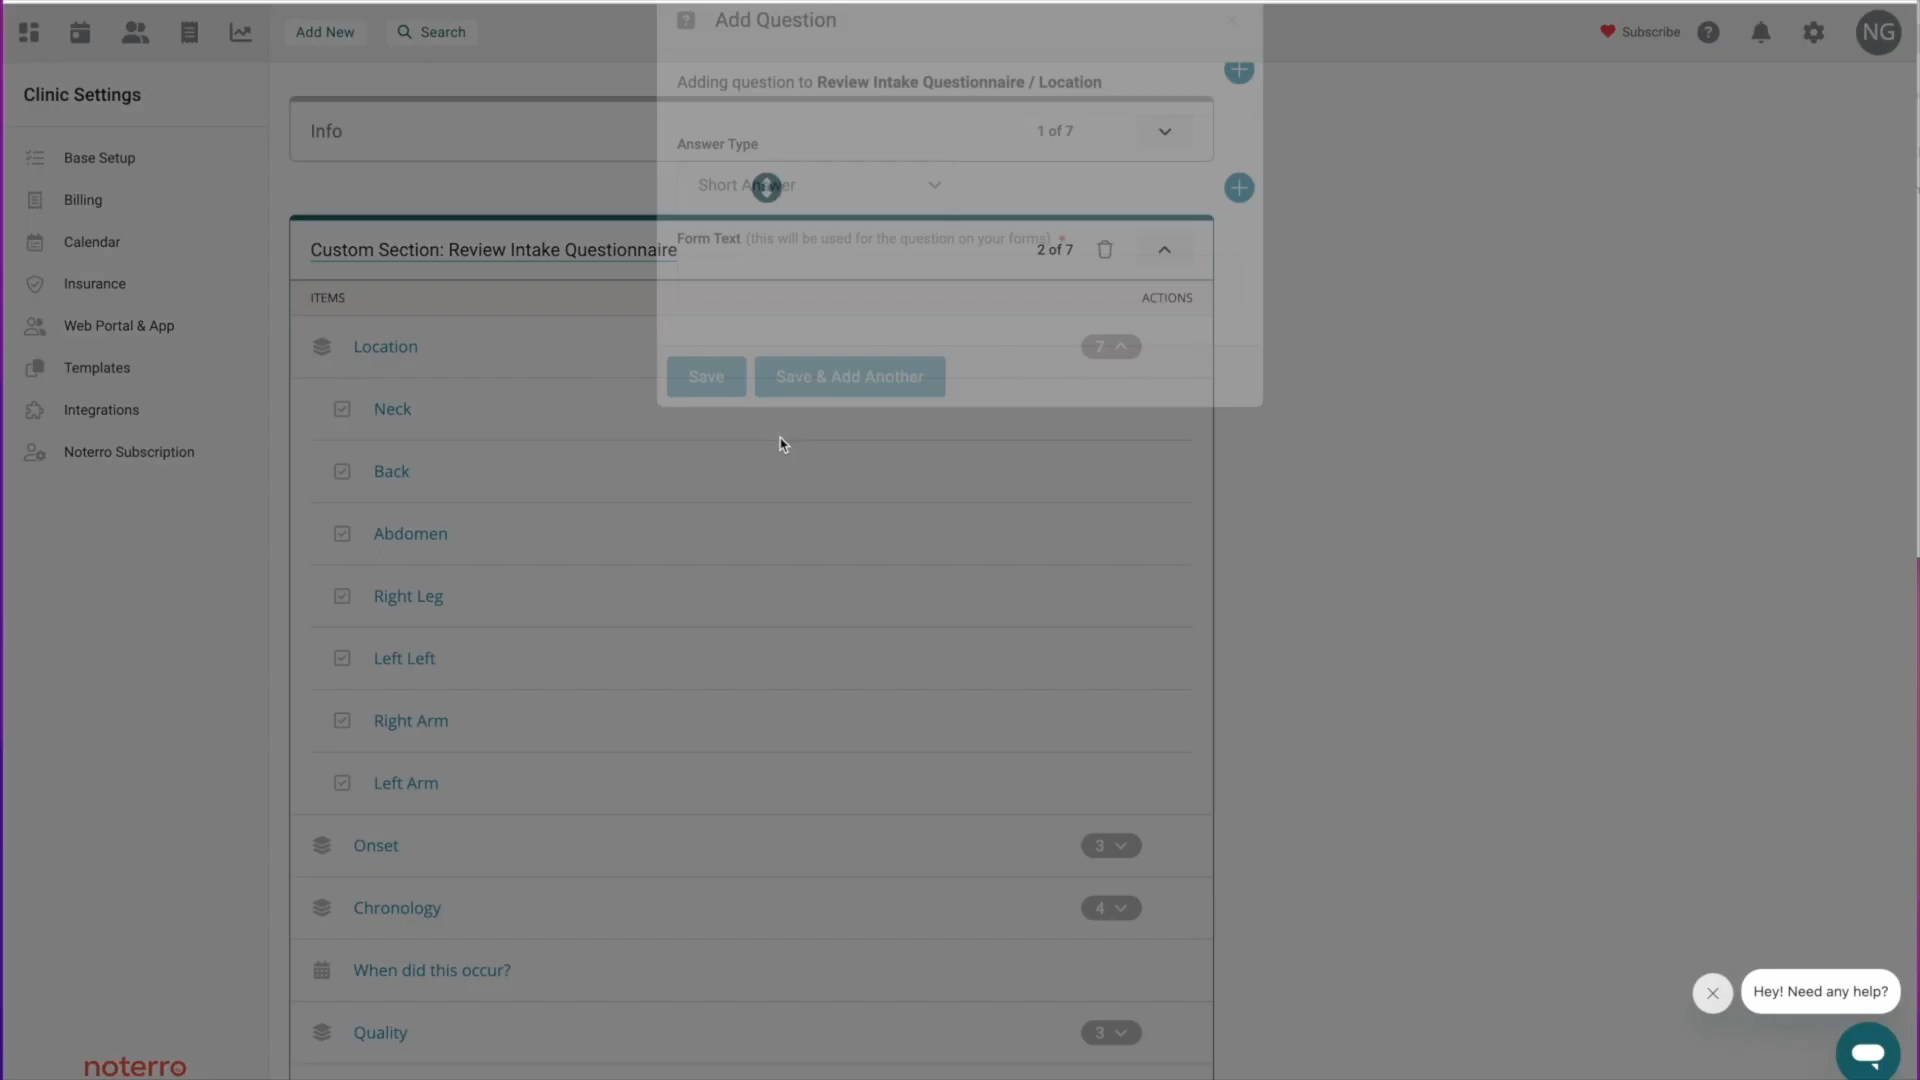 Add New
Search
Add Question
Subscribe
NG
Clinic Settings
Base Setup
Billing
Calendar
Insurance
Web Portal & App
Templates
Integrations
Noterro Subscription
noterro
Adding question to Review Intake Questionnaire / Location
Info
1 of 7
Answer Type
Short Answer
Form Text (this will be used for the question on your forms) *
Custom Section: Review Intake Questionnaire
2 of 7
ITEMS
ACTIONS
Location
7
Save
Save & Add Another
Neck
Back
Abdomen
Right Leg
Left Left
Right Arm
Left Arm
Onset
3
Chronology
4
When did this occur?
Quality
3
Hey! Need any help?